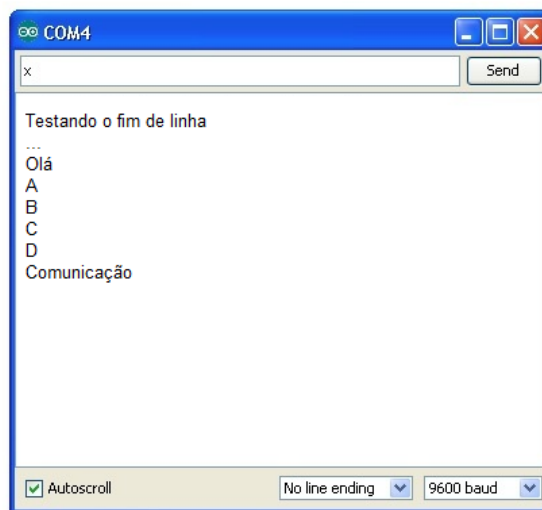 COM4
x
Send
Testando o fim de linha
...
Olá
A
B
C
D
Comunicação
Autoscroll
No line ending
9600 baud